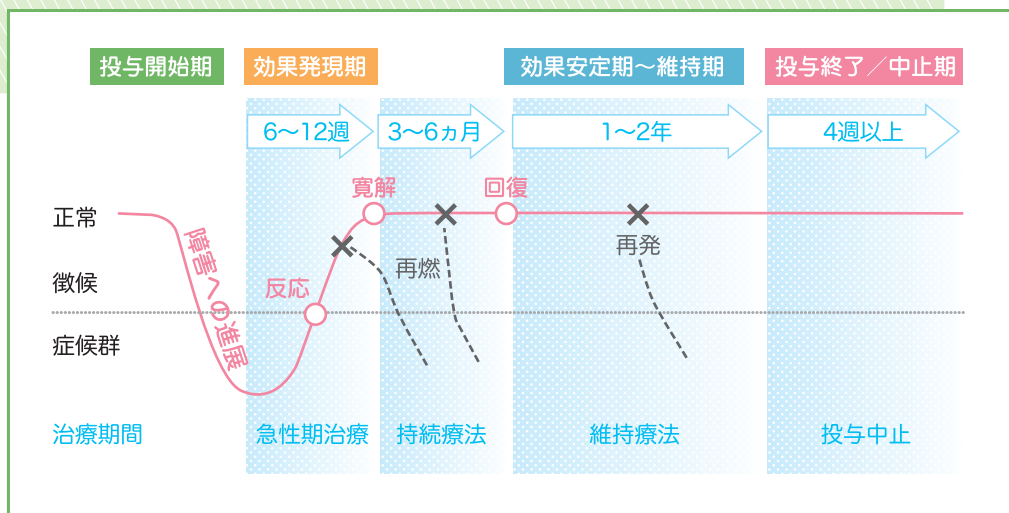 投与開始期
効果発現期
効果安定期～維持期
投与終了／中止期
6～12週
3～6ヵ月
1～2年
4週以上
寛解
回復
正常
障害への進展
再燃
再発
徴候
反応
症候群
治療期間
急性期治療
持続療法
維持療法
投与中止